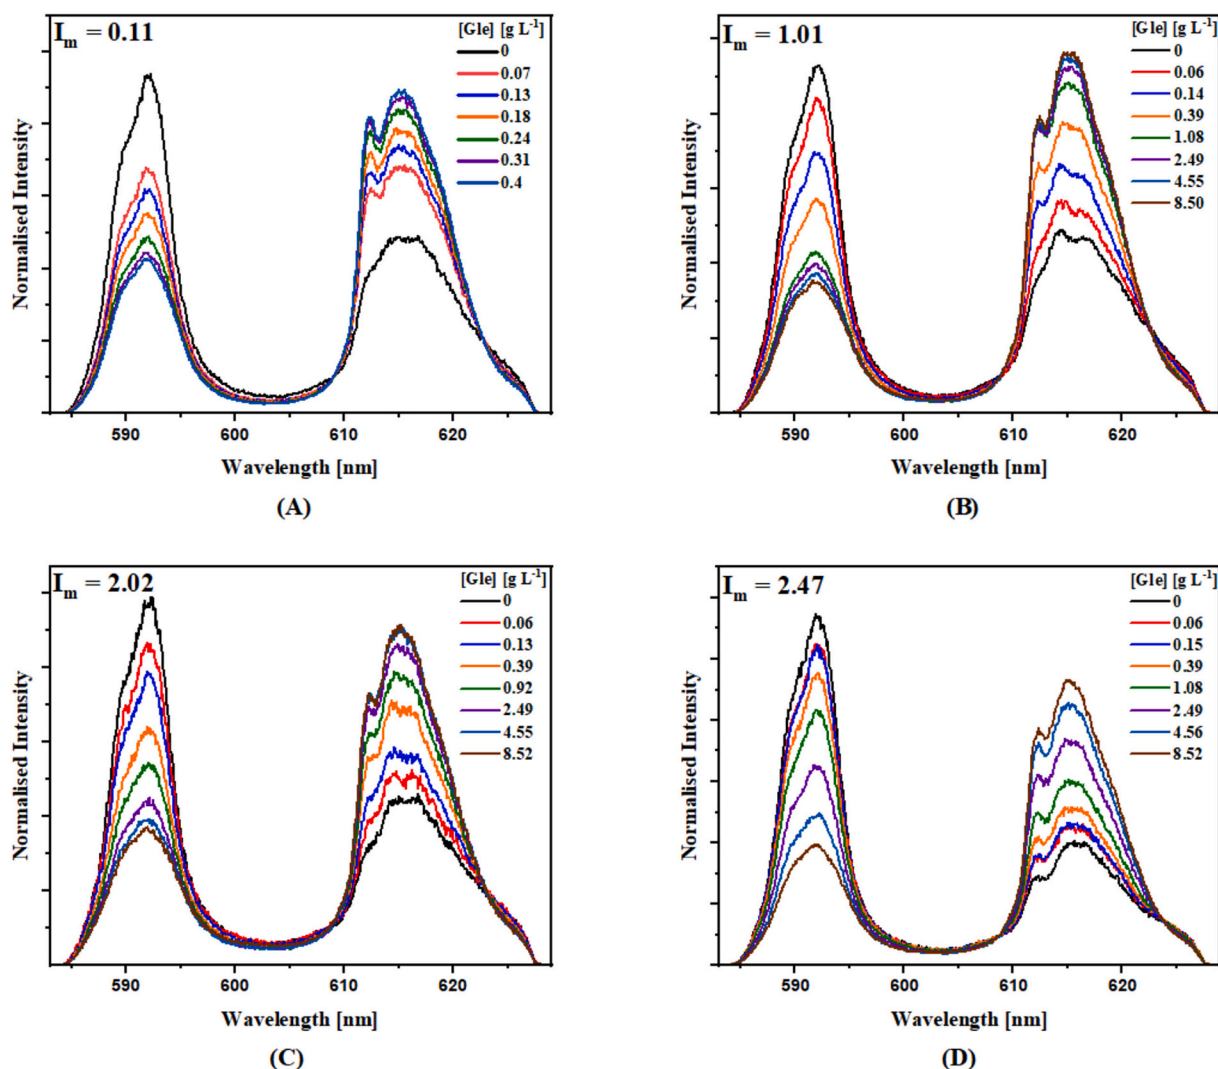 I_m = 0.11
[Gle] [g L^-1]
0
0.07
0.13
0.18
0.24
0.31
0.4
Normalised Intensity
590 600 610 620
Wavelength [nm]
(A)
I_m = 1.01
[Gle] [g L^-1]
0
0.06
0.14
0.39
1.08
2.49
4.55
8.50
Normalised Intensity
590 600 610 620
Wavelength [nm]
(B)
I_m = 2.02
[Gle] [g L^-1]
0
0.06
0.13
0.39
0.92
2.49
4.55
8.52
Normalised Intensity
590 600 610 620
Wavelength [nm]
(C)
I_m = 2.47
[Gle] [g L^-1]
0
0.06
0.15
0.39
1.08
2.49
4.56
8.52
Normalised Intensity
590 600 610 620
Wavelength [nm]
(D)